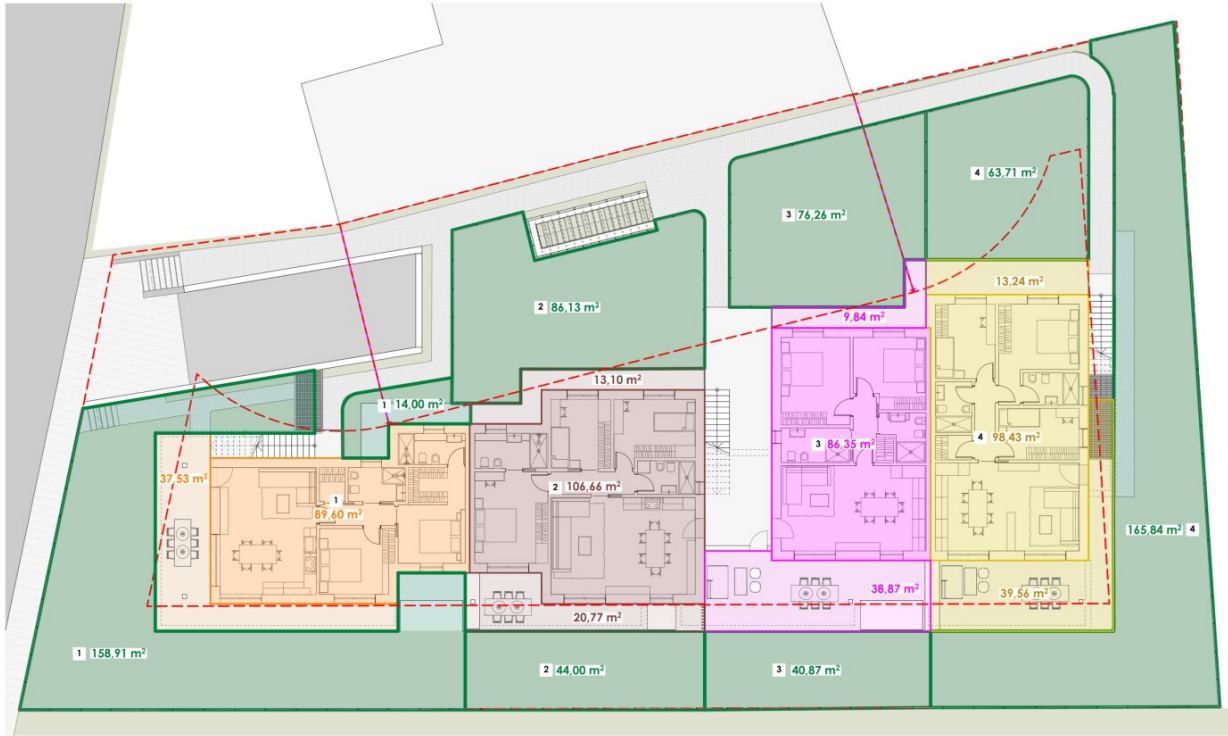 4 63,71 m²
3 76,26 m²
13,24 m²
2 86,13 m²
9,84 m²
13,10 m²
1 14,00 m²
37,53 m²
1
89,60 m²
2 106,66 m²
3 86,35 m²
4 98,43 m²
165,84 m² 4
38,87 m²
39,56 m²
20,77 m²
1 158,91 m²
2 44,00 m²
3 40,87 m²